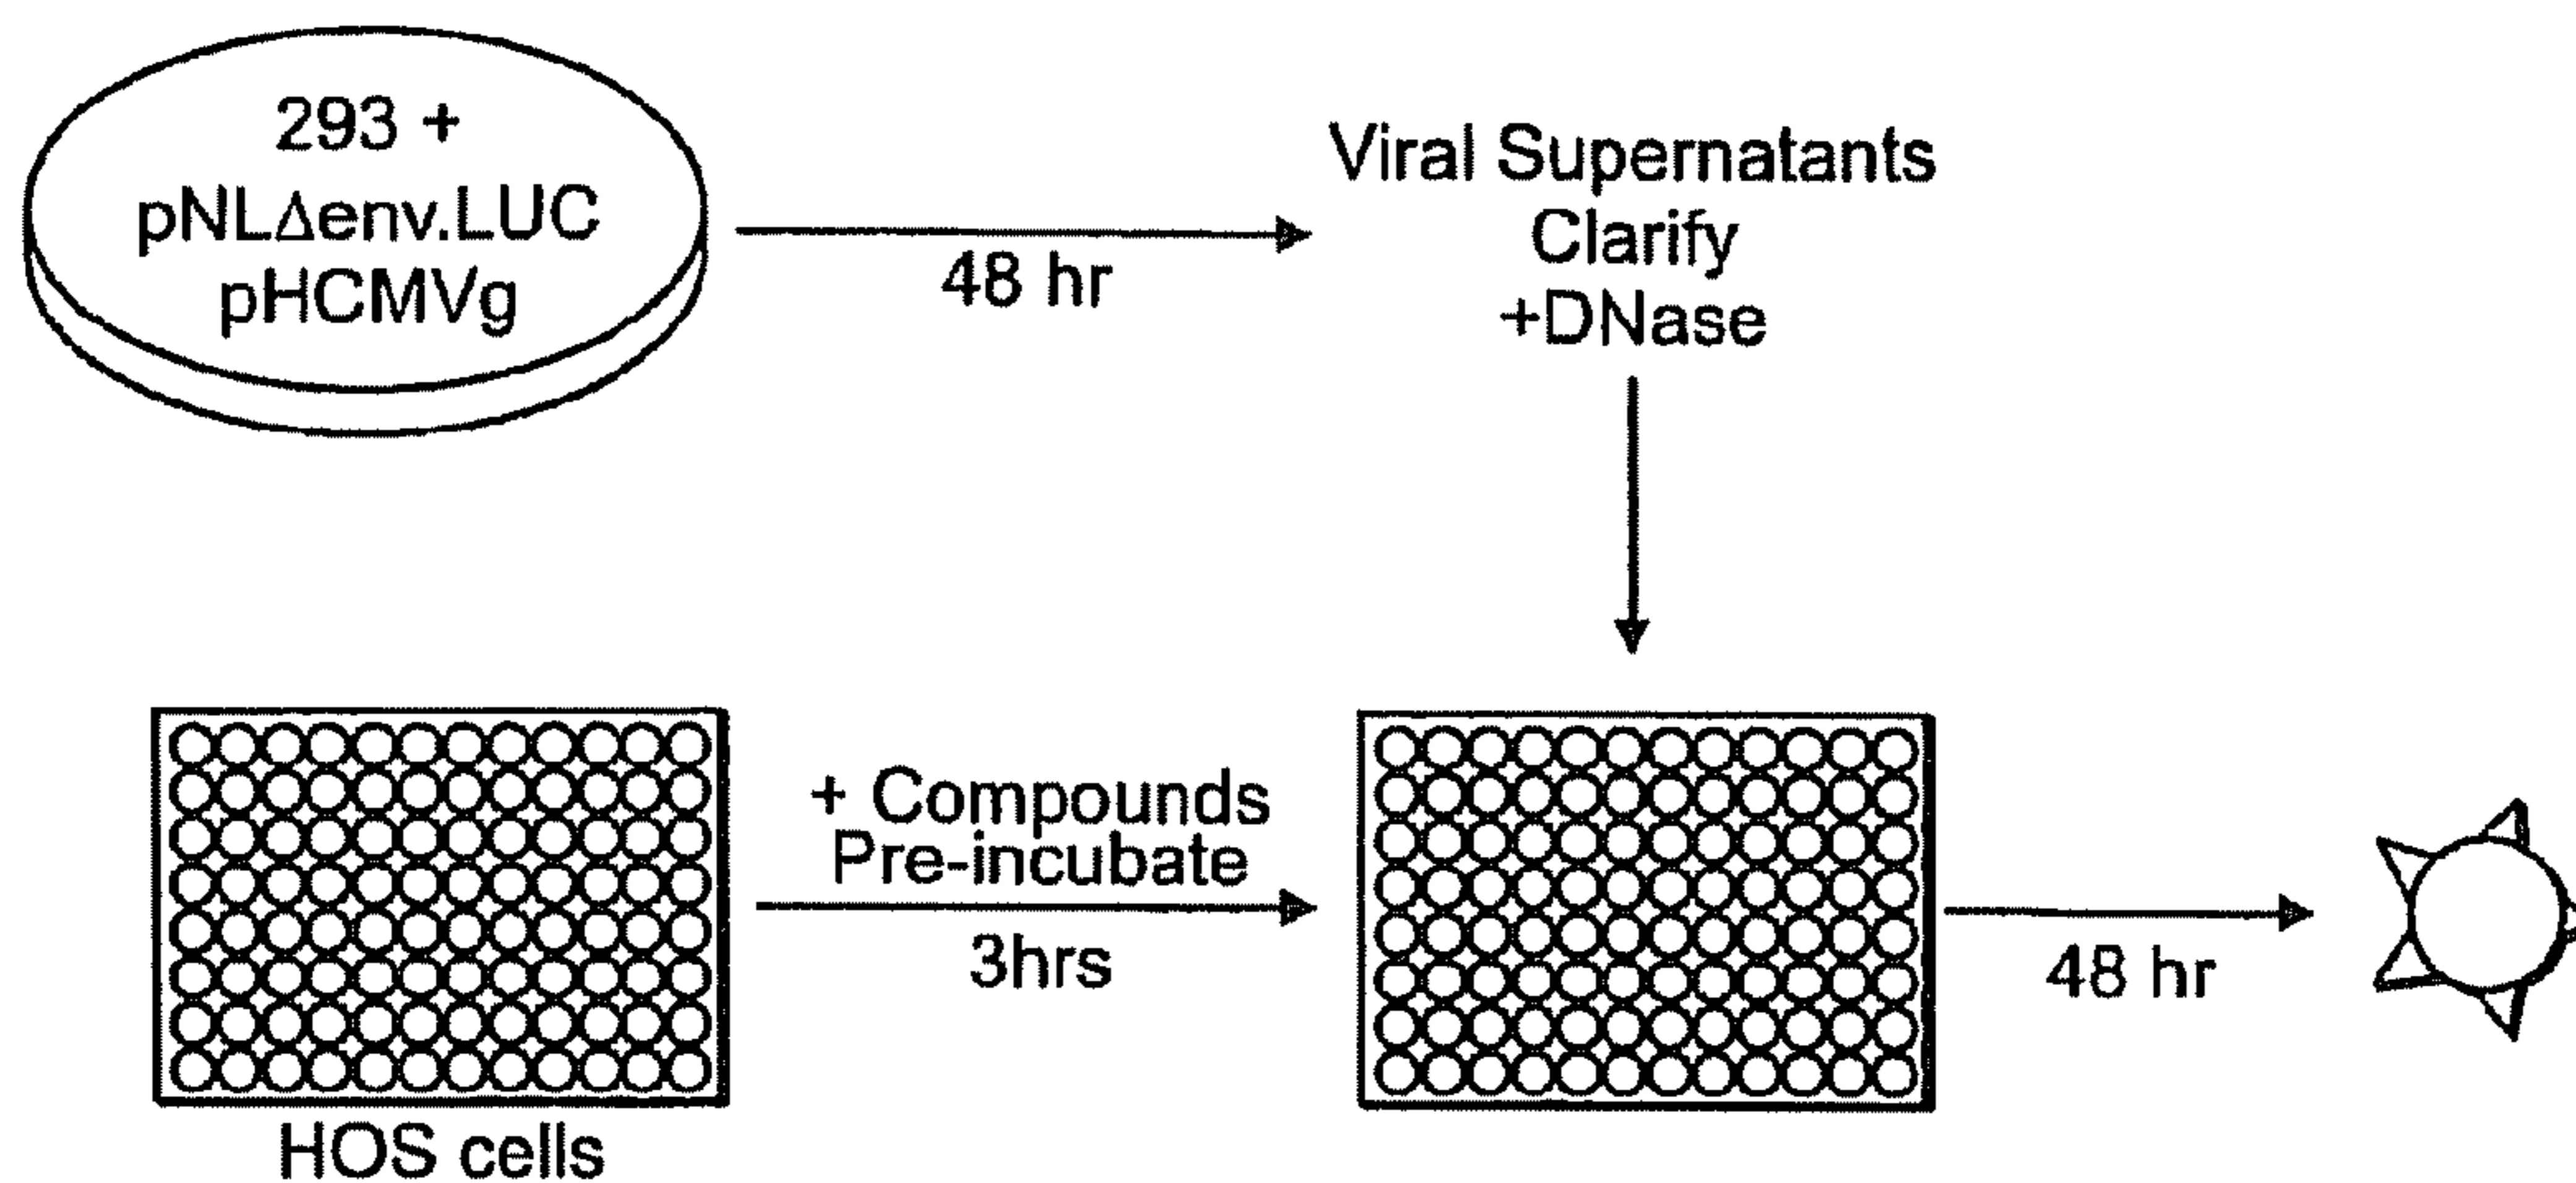 293 +
pNLΔenv.LUC
pHCMVg
48 hr
Viral Supernatants
Clarify
+DNase
+ Compounds
Pre-incubate
3hrs
48 hr
HOS cells